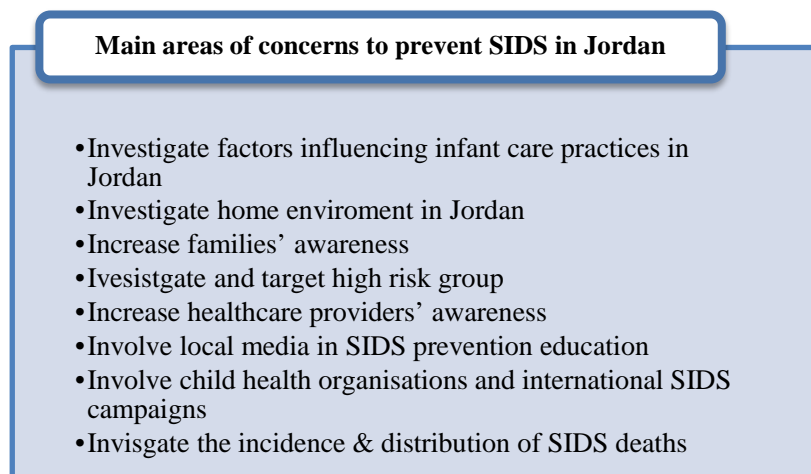 Main areas of concerns to prevent SIDS in Jordan
•Investigate factors influencing infant care practices in
Jordan
•Investigate home enviroment in Jordan
•Increase families’ awareness
•Ivesistgate and target high risk group
•Increase healthcare providers’ awareness
•Involve local media in SIDS prevention education
•Involve child health organisations and international SIDS
campaigns
•Invisgate the incidence & distribution of SIDS deaths